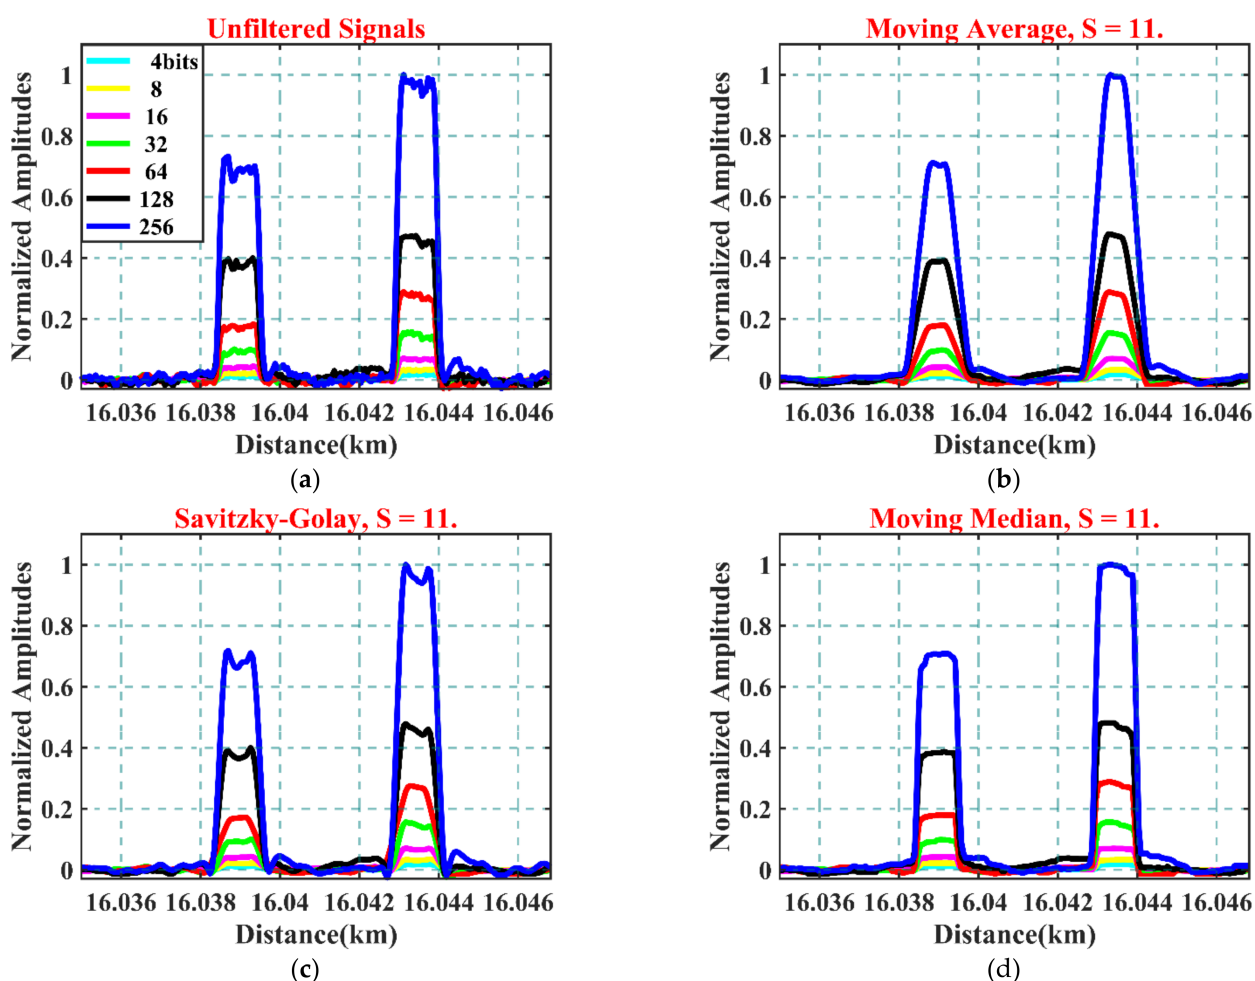 Unfiltered Signals
Normalized Amplitudes
1
0.8
0.6
0.4
0.2
0
4bits
8
16
32
64
128
256
16.036 16.038 16.04 16.042 16.044 16.046
Distance(km)
(a)
Moving Average, S = 11.
Normalized Amplitudes
1
0.8
0.6
0.4
0.2
0
16.036 16.038 16.04 16.042 16.044 16.046
Distance(km)
(b)
Savitzky-Golay, S = 11.
Normalized Amplitudes
1
0.8
0.6
0.4
0.2
0
16.036 16.038 16.04 16.042 16.044 16.046
Distance(km)
(c)
Moving Median, S = 11.
Normalized Amplitudes
1
0.8
0.6
0.4
0.2
0
16.036 16.038 16.04 16.042 16.044 16.046
Distance(km)
(d)